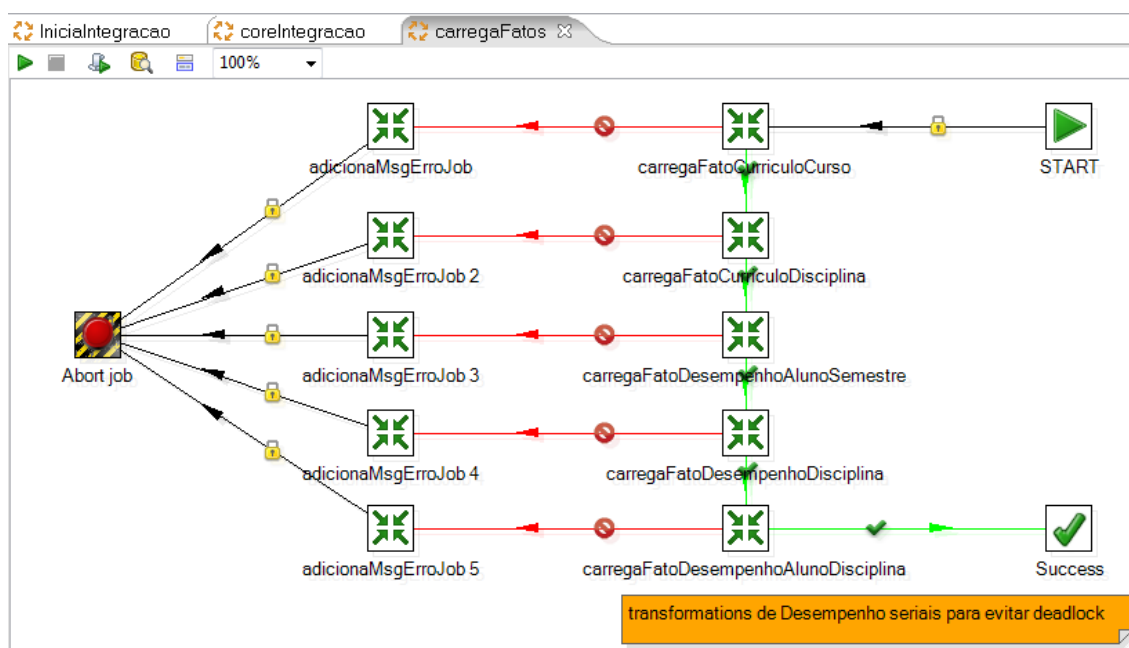 InicialIntegracao
coreIntegracao
carregaFatos
100%
adicionaMsgErroJob
carregaFatoCurriculoCurso
START
adicionaMsgErroJob 2
carregaFatoCurriculoDisciplina
Abort job
adicionaMsgErroJob 3
carregaFatoDesempenhoAlunoSemestre
adicionaMsgErroJob 4
carregaFatoDesempenhoDisciplina
adicionaMsgErroJob 5
carregaFatoDesempenhoAlunoDisciplina
Success
transformations de Desempenho seriais para evitar deadlock